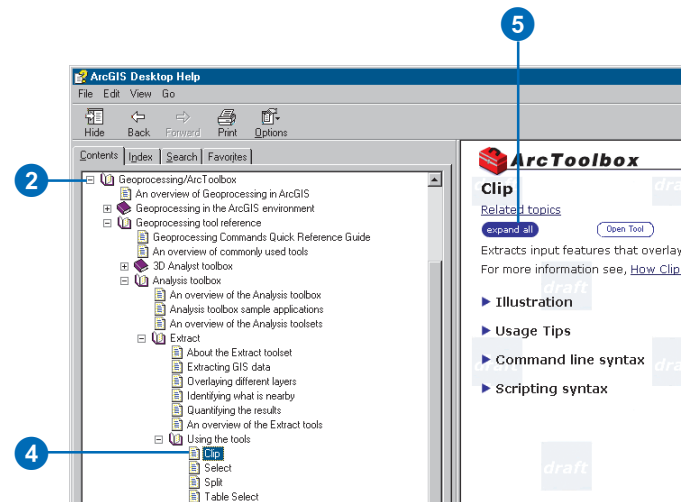 5
ArcGIS Desktop Help
File Edit View Go
Hide Back Forward Print Options
Contents Index Search Favorites
2
Geoprocessing/ArcToolbox
An overview of Geoprocessing in ArcGIS
Geoprocessing in the ArcGIS environment
Geoprocessing tool reference
Geoprocessing Commands Quick Reference Guide
An overview of commonly used tools
3D Analyst toolbox
Analysis toolbox
An overview of the Analysis toolbox
Analysis toolbox sample applications
An overview of the Analysis toolsets
Extract
About the Extract toolset
Extracting GIS data
Overlaying different layers
Identifying what is nearby
Quantifying the results
An overview of the Extract tools
Using the tools
4
Clip
Select
Split
Table Select
ArcToolbox
Clip
Related topics
expand all Open Tool
Extracts input features that overlay
For more information see, How Clip
Illustration
Usage Tips
Command line syntax
Scripting syntax
draft
draft
dra
draft
dra
draft